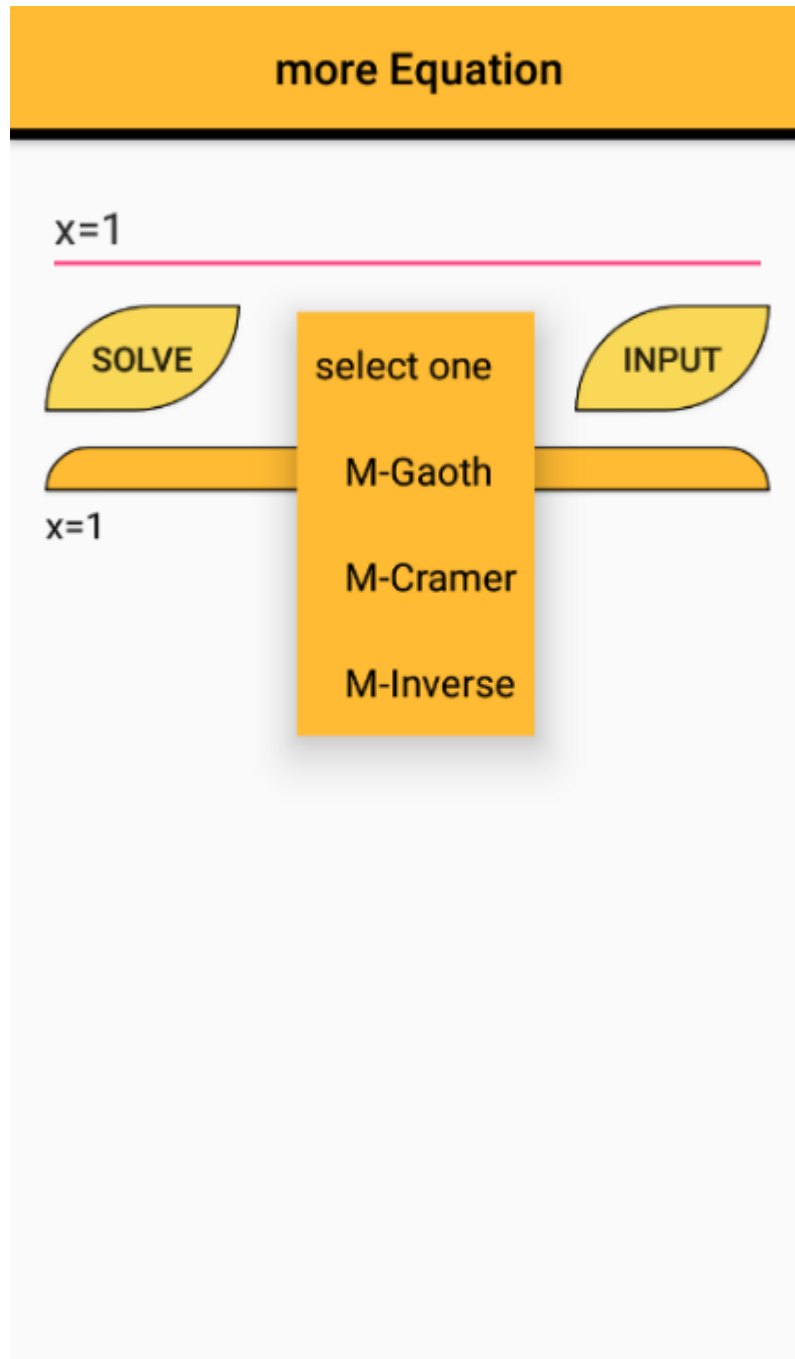 more Equation
x=1
SOLVE
INPUT
select one
M-Gaoth
M-Cramer
M-Inverse
x=1